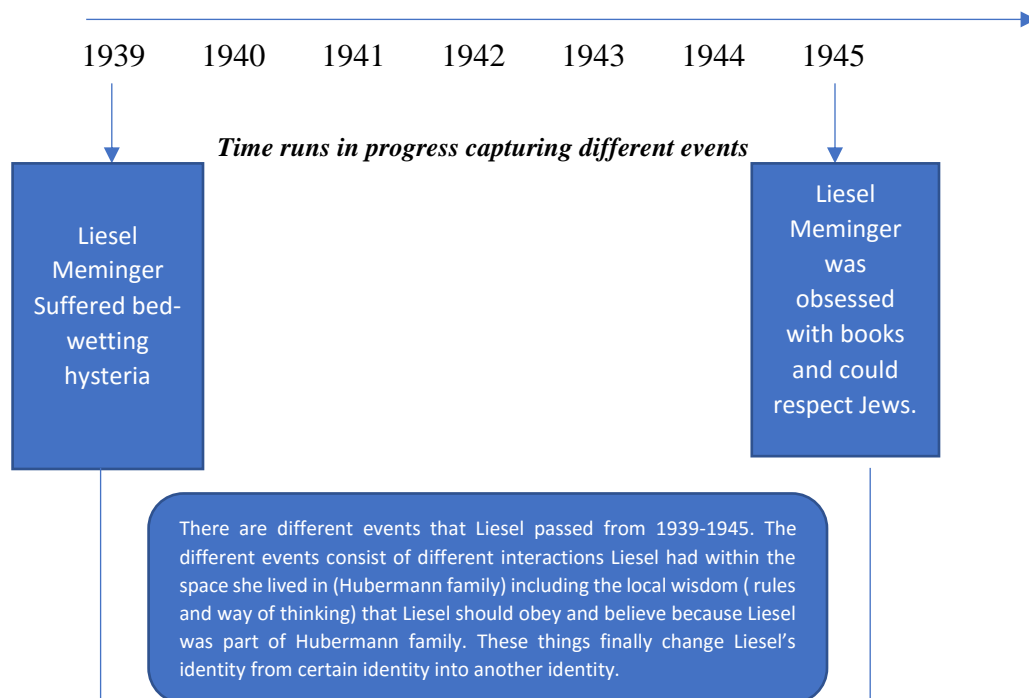 1939 1940 1941 1942 1943 1944 1945
Time runs in progress capturing different events
Liesel
Meminger
Suffered bed-
wetting
hysteria
Liesel
Meminger
was
obsessed
with books
and could
respect Jews.
There are different events that Liesel passed from 1939-1945. The
different events consist of different interactions Liesel had within the
space she lived in (Hubermann family) including the local wisdom ( rules
and way of thinking) that Liesel should obey and believe because Liesel
was part of Hubermann family. These things finally change Liesel's
identity from certain identity into another identity.